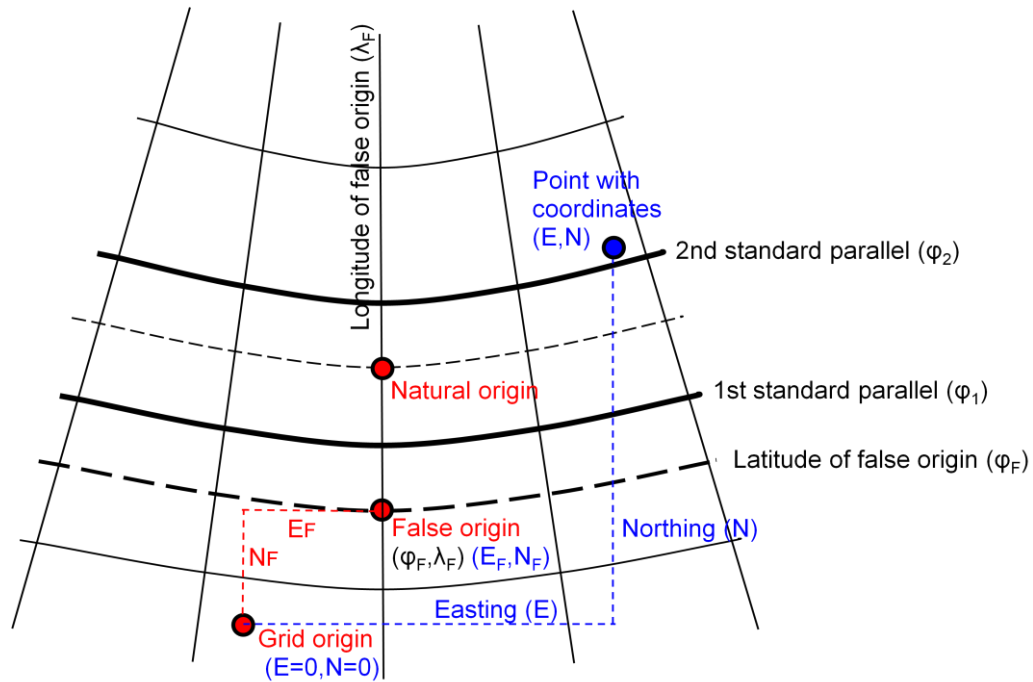 Longitude of false origin (λF)
Point with
coordinates
(E,N)
2nd standard parallel (φ2)
Natural origin
1st standard parallel (φ1)
Latitude of false origin (φF)
EF
False origin
Northing (N)
NF
(φF,λF) (EF,NF)
Easting (E)
Grid origin
(E=0,N=0)